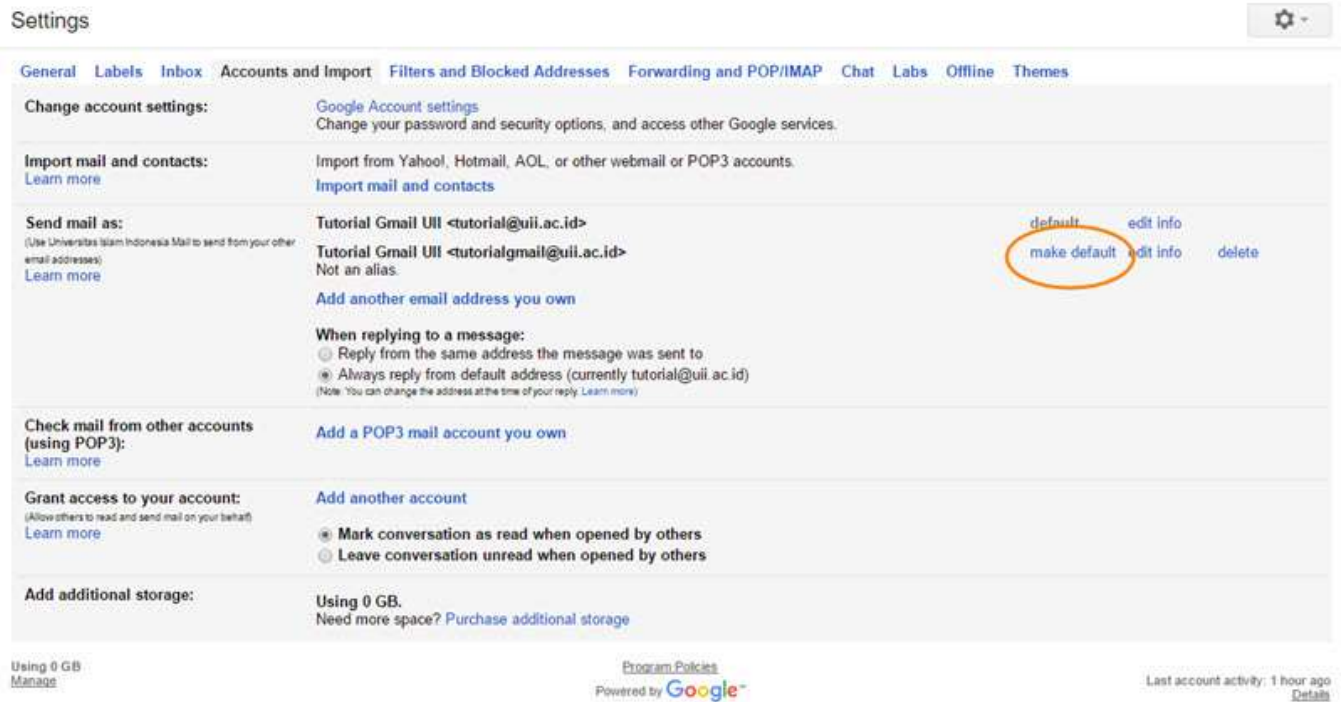 Settings
General Labels Inbox Accounts and Import Filters and Blocked Addresses Forwarding and POP/IMAP Chat Labs Offline Themes
Change account settings:
Google Account settings
Change your password and security options, and access other Google services.
Import mail and contacts:
Learn more
Import from Yahoo!, Hotmail, AOL, or other webmail or POP3 accounts.
Import mail and contacts
Send mail as:
(Use Universitas Islam Indonesia Mail to send from your other
email addresses)
Learn more
Tutorial Gmail UII <tutorial@uii.ac.id> default edit info
Tutorial Gmail UII <tutorialgmail@uii.ac.id> make default edit info delete
Not an alias.
Add another email address you own
When replying to a message:
Reply from the same address the message was sent to
Always reply from default address (currently tutorial@uii.ac.id)
(Note: You can change the address at the time of your reply. Learn more)
Check mail from other accounts
(using POP3):
Learn more
Add a POP3 mail account you own
Grant access to your account:
(Allow others to read and send mail on your behalf)
Learn more
Add another account
Mark conversation as read when opened by others
Leave conversation unread when opened by others
Add additional storage:
Using 0 GB.
Need more space? Purchase additional storage
Using 0 GB
Manage
Program Policies
Powered by Google™
Last account activity: 1 hour ago
Details